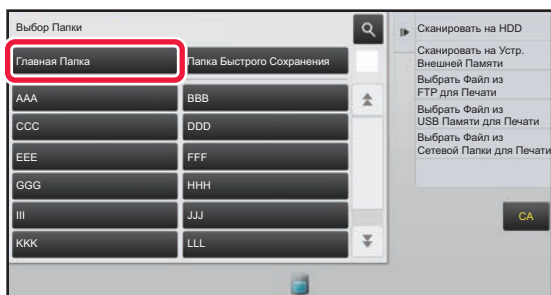 Выбор Папки
Главная Папка
Папка Быстрого Сохранения
AAA
BBB
CCC
DDD
EEE
FFF
GGG
HHH
III
JJJ
KKK
LLL
Сканировать на HDD
Сканировать на Устр.
Внешней Памяти
Выбрать Файл из
FTP для Печати
Выбрать Файл из
USB Памяти для Печати
Выбрать Файл из
Сетевой Папки для Печати
CA